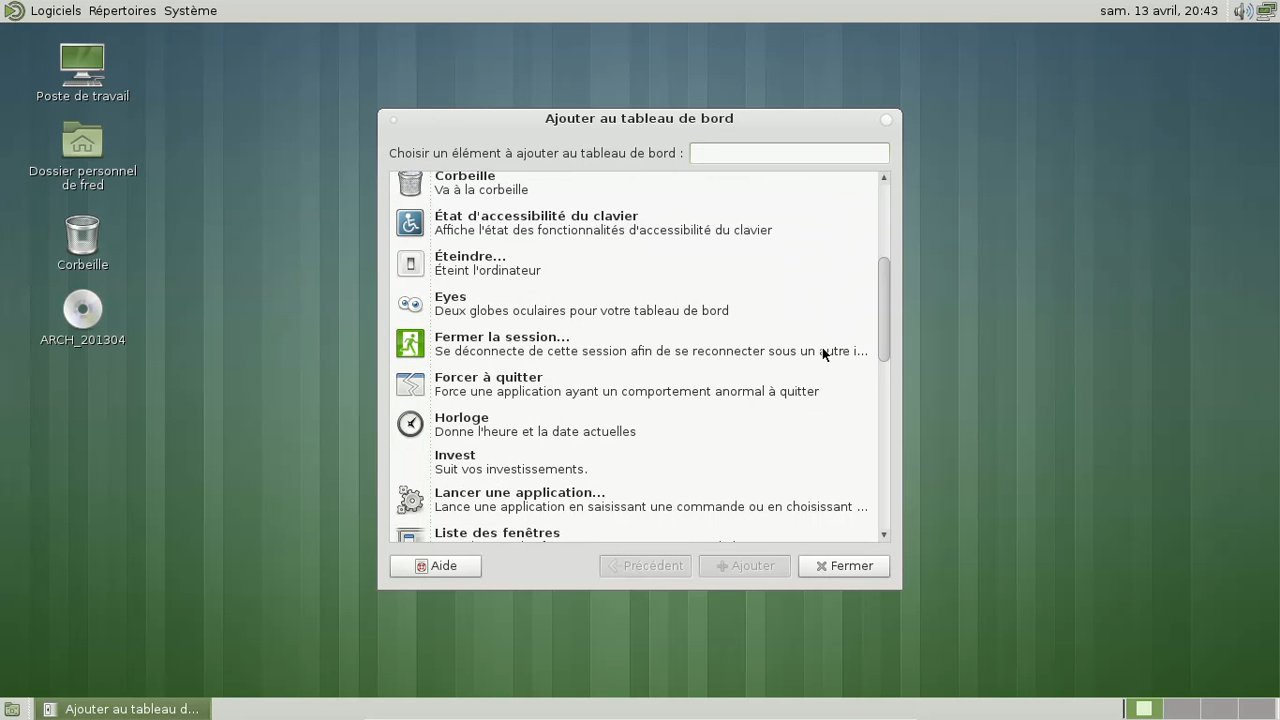 Logiciels Répertoires Système
sam. 13 avril, 20:43
Poste de travail
Dossier personnel
de fred
Corbeille
ARCH_201304
Ajouter au tableau de bord
Choisir un élément à ajouter au tableau de bord :
Corbeille
Va à la corbeille
État d'accessibilité du clavier
Affiche l'état des fonctionnalités d'accessibilité du clavier
Éteindre...
Éteint l'ordinateur
Eyes
Deux globes oculaires pour votre tableau de bord
Fermer la session...
Se déconnecte de cette session afin de se reconnecter sous un autre i...
Forcer à quitter
Force une application ayant un comportement anormal à quitter
Horloge
Donne l'heure et la date actuelles
Invest
Suit vos investissements.
Lancer une application...
Lance une application en saisissant une commande ou en choisissant ...
Liste des fenêtres
Aide
Précédent
Ajouter
Fermer
Ajouter au tableau d...